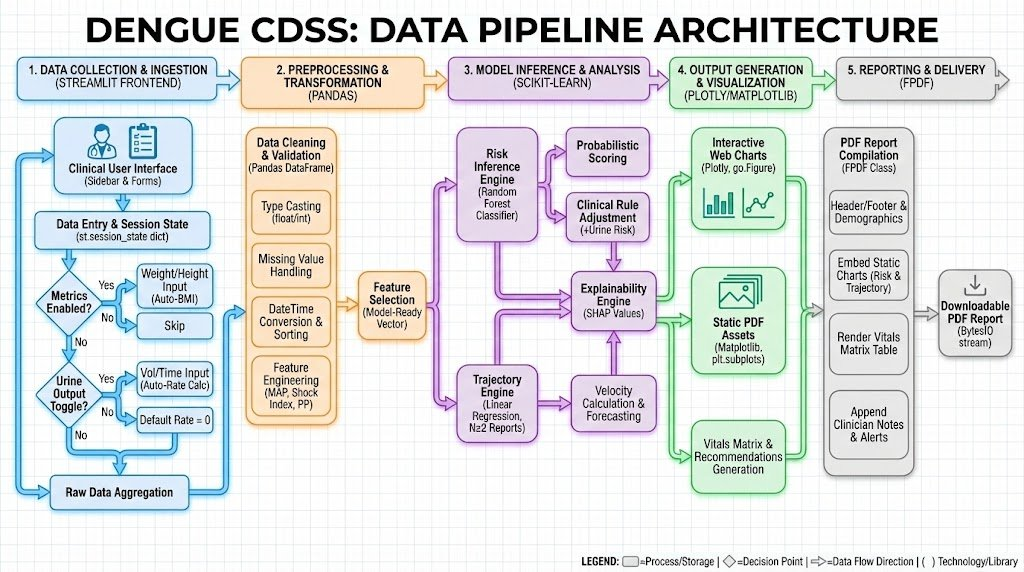 DENGUE CDSS: DATA PIPELINE ARCHITECTURE
1. DATA COLLECTION & INGESTION
(STREAMLIT FRONTEND)
2. PREPROCESSING &
TRANSFORMATION
(PANDAS)
3. MODEL INFERENCE & ANALYSIS
(SCIKIT-LEARN)
4. OUTPUT GENERATION
& VISUALIZATION
(PLOTLY/MATPLOTLIB)
5. REPORTING & DELIVERY
(FPDF)
Clinical User Interface
(Sidebar & Forms)
Data Entry & Session State
(st.session_state dict)
Metrics
Enabled?
Yes
No
Weight/Height
Input
(Auto-BMI)
Skip
No
Urine
Output
Toggle?
Yes
No
Vol/Time Input
(Auto-Rate Calc)
Default Rate = 0
No
Raw Data Aggregation
Data Cleaning
& Validation
(Pandas DataFrame)
Type Casting
(float/int)
Missing Value
Handling
DateTime
Conversion &
Sorting
Feature
Engineering
(MAP, Shock
Index, PP)
Feature
Selection
(Model-Ready
Vector)
Risk
Inference
Engine
(Random
Forest
Classifier)
Probabilistic
Scoring
Clinical Rule
Adjustment
(+Urine Risk)
Explainability
Engine
(SHAP Values)
Trajectory
Engine
(Linear
Regression,
N≥2 Reports)
Velocity
Calculation &
Forecasting
Interactive
Web Charts
(Plotly, go.Figure)
Static PDF
Assets
(Matplotlib,
plt.subplots)
Vitals Matrix &
Recommendations
Generation
PDF Report
Compilation
(FPDF Class)
Header/Footer &
Demographics
Embed Static
Charts (Risk &
Trajectory)
Render Vitals
Matrix Table
Append
Clinician Notes
& Alerts
Downloadable
PDF Report
(BytesIO
stream)
LEGEND: =Process/Storage | =Decision Point | =Data Flow Direction | ( ) Technology/Library